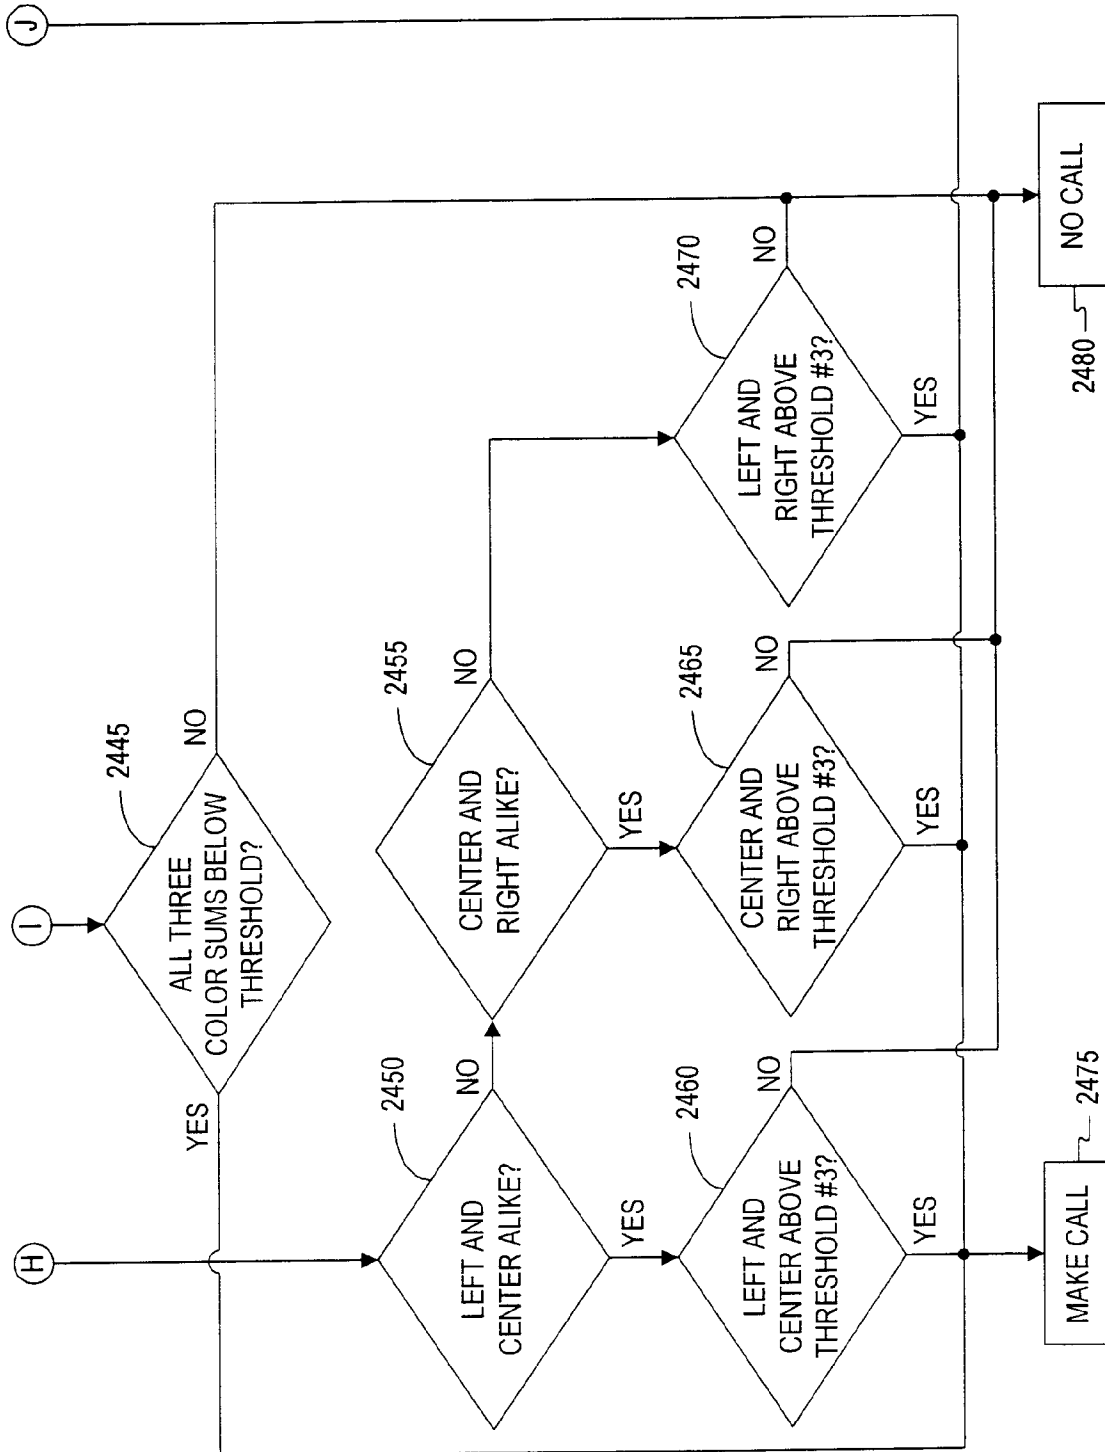 H
I
J
ALL THREE
COLOR SUMS BELOW
THRESHOLD?
2445
YES
NO
LEFT AND
CENTER ALIKE?
2450
NO
YES
CENTER AND
RIGHT ALIKE?
2455
NO
YES
LEFT AND
CENTER ABOVE
THRESHOLD #3?
2460
NO
YES
CENTER AND
RIGHT ABOVE
THRESHOLD #3?
2465
NO
YES
LEFT AND
RIGHT ABOVE
THRESHOLD #3?
2470
NO
YES
MAKE CALL
2475
NO CALL
2480